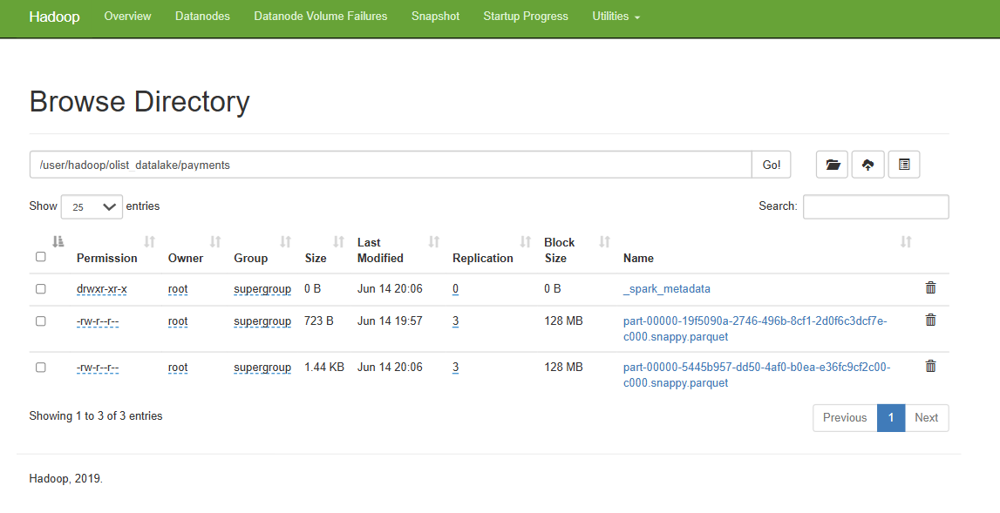 Hadoop Overview Datanodes Datanode Volume Failures Snapshot Startup Progress Utilities
Browse Directory
/user/hadoop/olist_datalake/payments Go!
Show 25 entries Search:
Permission Owner Group Size Last Modified Replication Block Size Name
drwxr-xr-x root supergroup 0 B Jun 14 20:06 0 0 B _spark_metadata
-rw-r--r-- root supergroup 723 B Jun 14 19:57 3 128 MB part-00000-19f5090a-2746-496b-8cf1-2d0f6c3dcf7e-
c000.snappy.parquet
-rw-r--r-- root supergroup 1.44 KB Jun 14 20:06 3 128 MB part-00000-5445b957-dd50-4af0-b0ea-e36fc9cf2c00-
c000.snappy.parquet
Showing 1 to 3 of 3 entries Previous 1 Next
Hadoop, 2019.